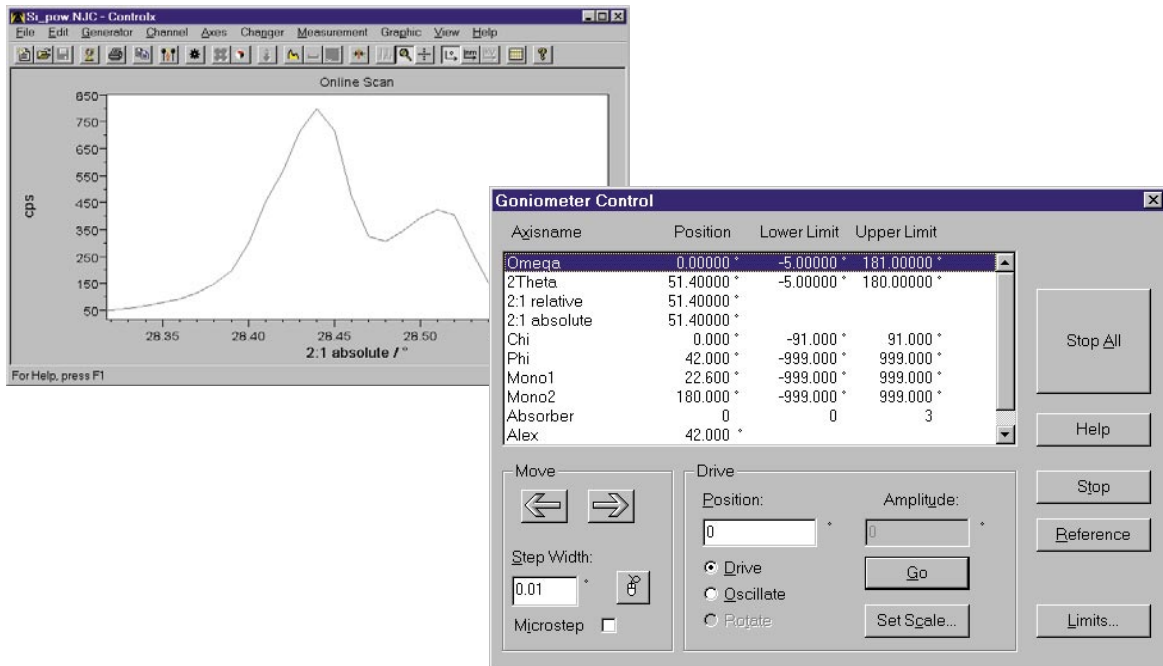 Si_pow NJC - Controlx
File Edit Generator Channel Axes Changer Measurement Graphic View Help
Online Scan
850
750
650
550
450
350
250
150
50
cps
28.35 28.40 28.45 28.50
2:1 absolute / °
For Help, press F1
Goniometer Control
Axisname Position Lower Limit Upper Limit
Omega 0.00000 ° -5.00000 ° 181.00000 °
2Theta 51.40000 ° -5.00000 ° 180.00000 °
2:1 relative 51.40000 °
2:1 absolute 51.40000 °
Chi 0.000 ° -91.000 ° 91.000 °
Phi 42.000 ° -999.000 ° 999.000 °
Mono1 22.600 ° -999.000 ° 999.000 °
Mono2 180.000 ° -999.000 ° 999.000 °
Absorber 0 0 3
Alex 42.000 °
Stop All
Help
Stop
Reference
Limits...
Move
Step Width:
0.01 °
Microstep
Drive
Position: Amplitude:
0 ° 0 °
Drive
Oscillate
Rotate
Go
Set Scale...